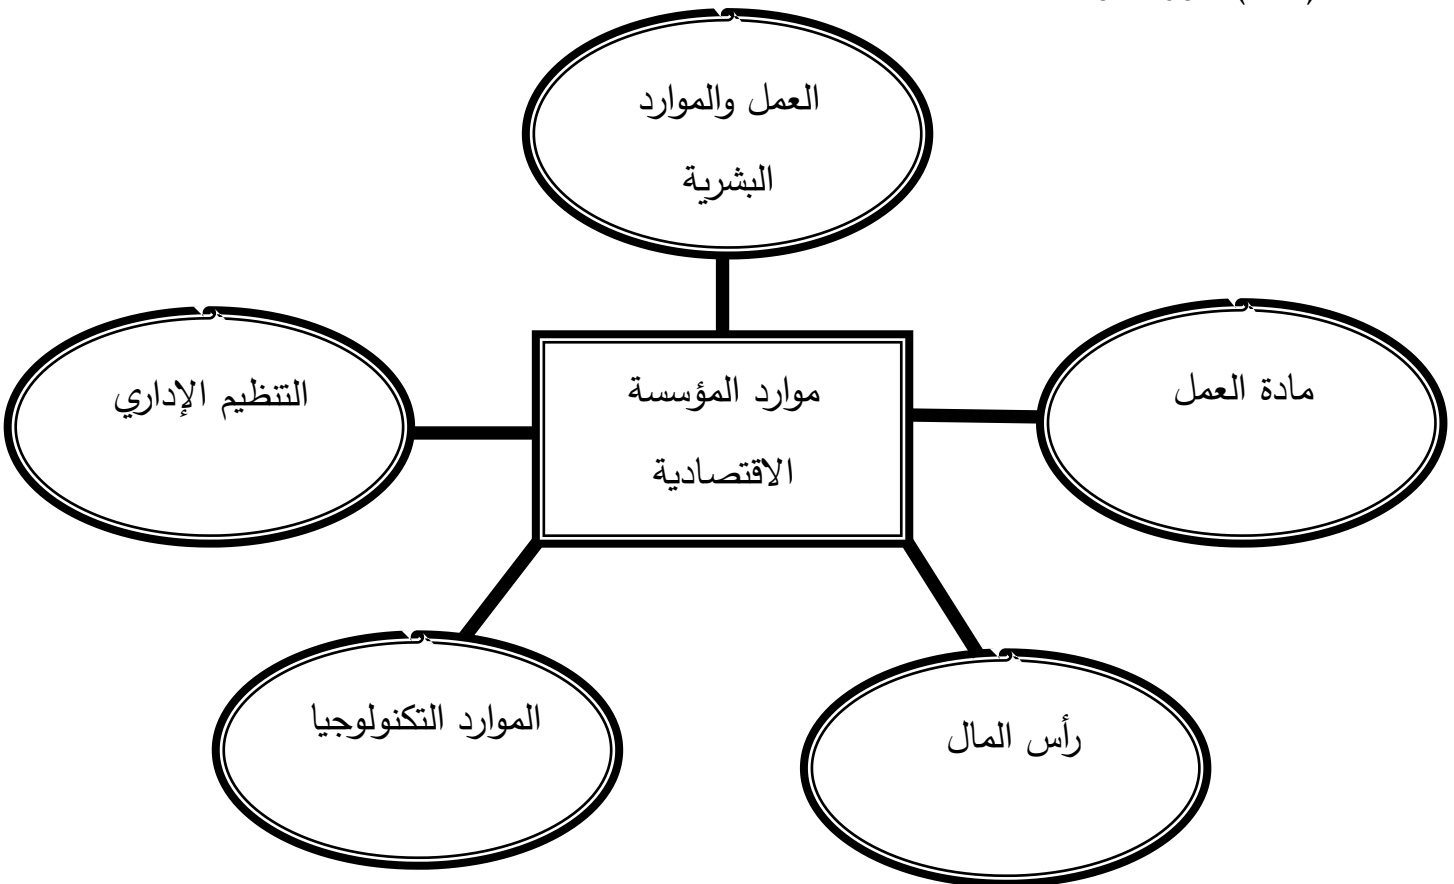 العمل والموارد
البشرية
مادة العمل
موارد المؤسسة
الاقتصادية
التنظيم الإداري
رأس المال
الموارد التكنولوجيا